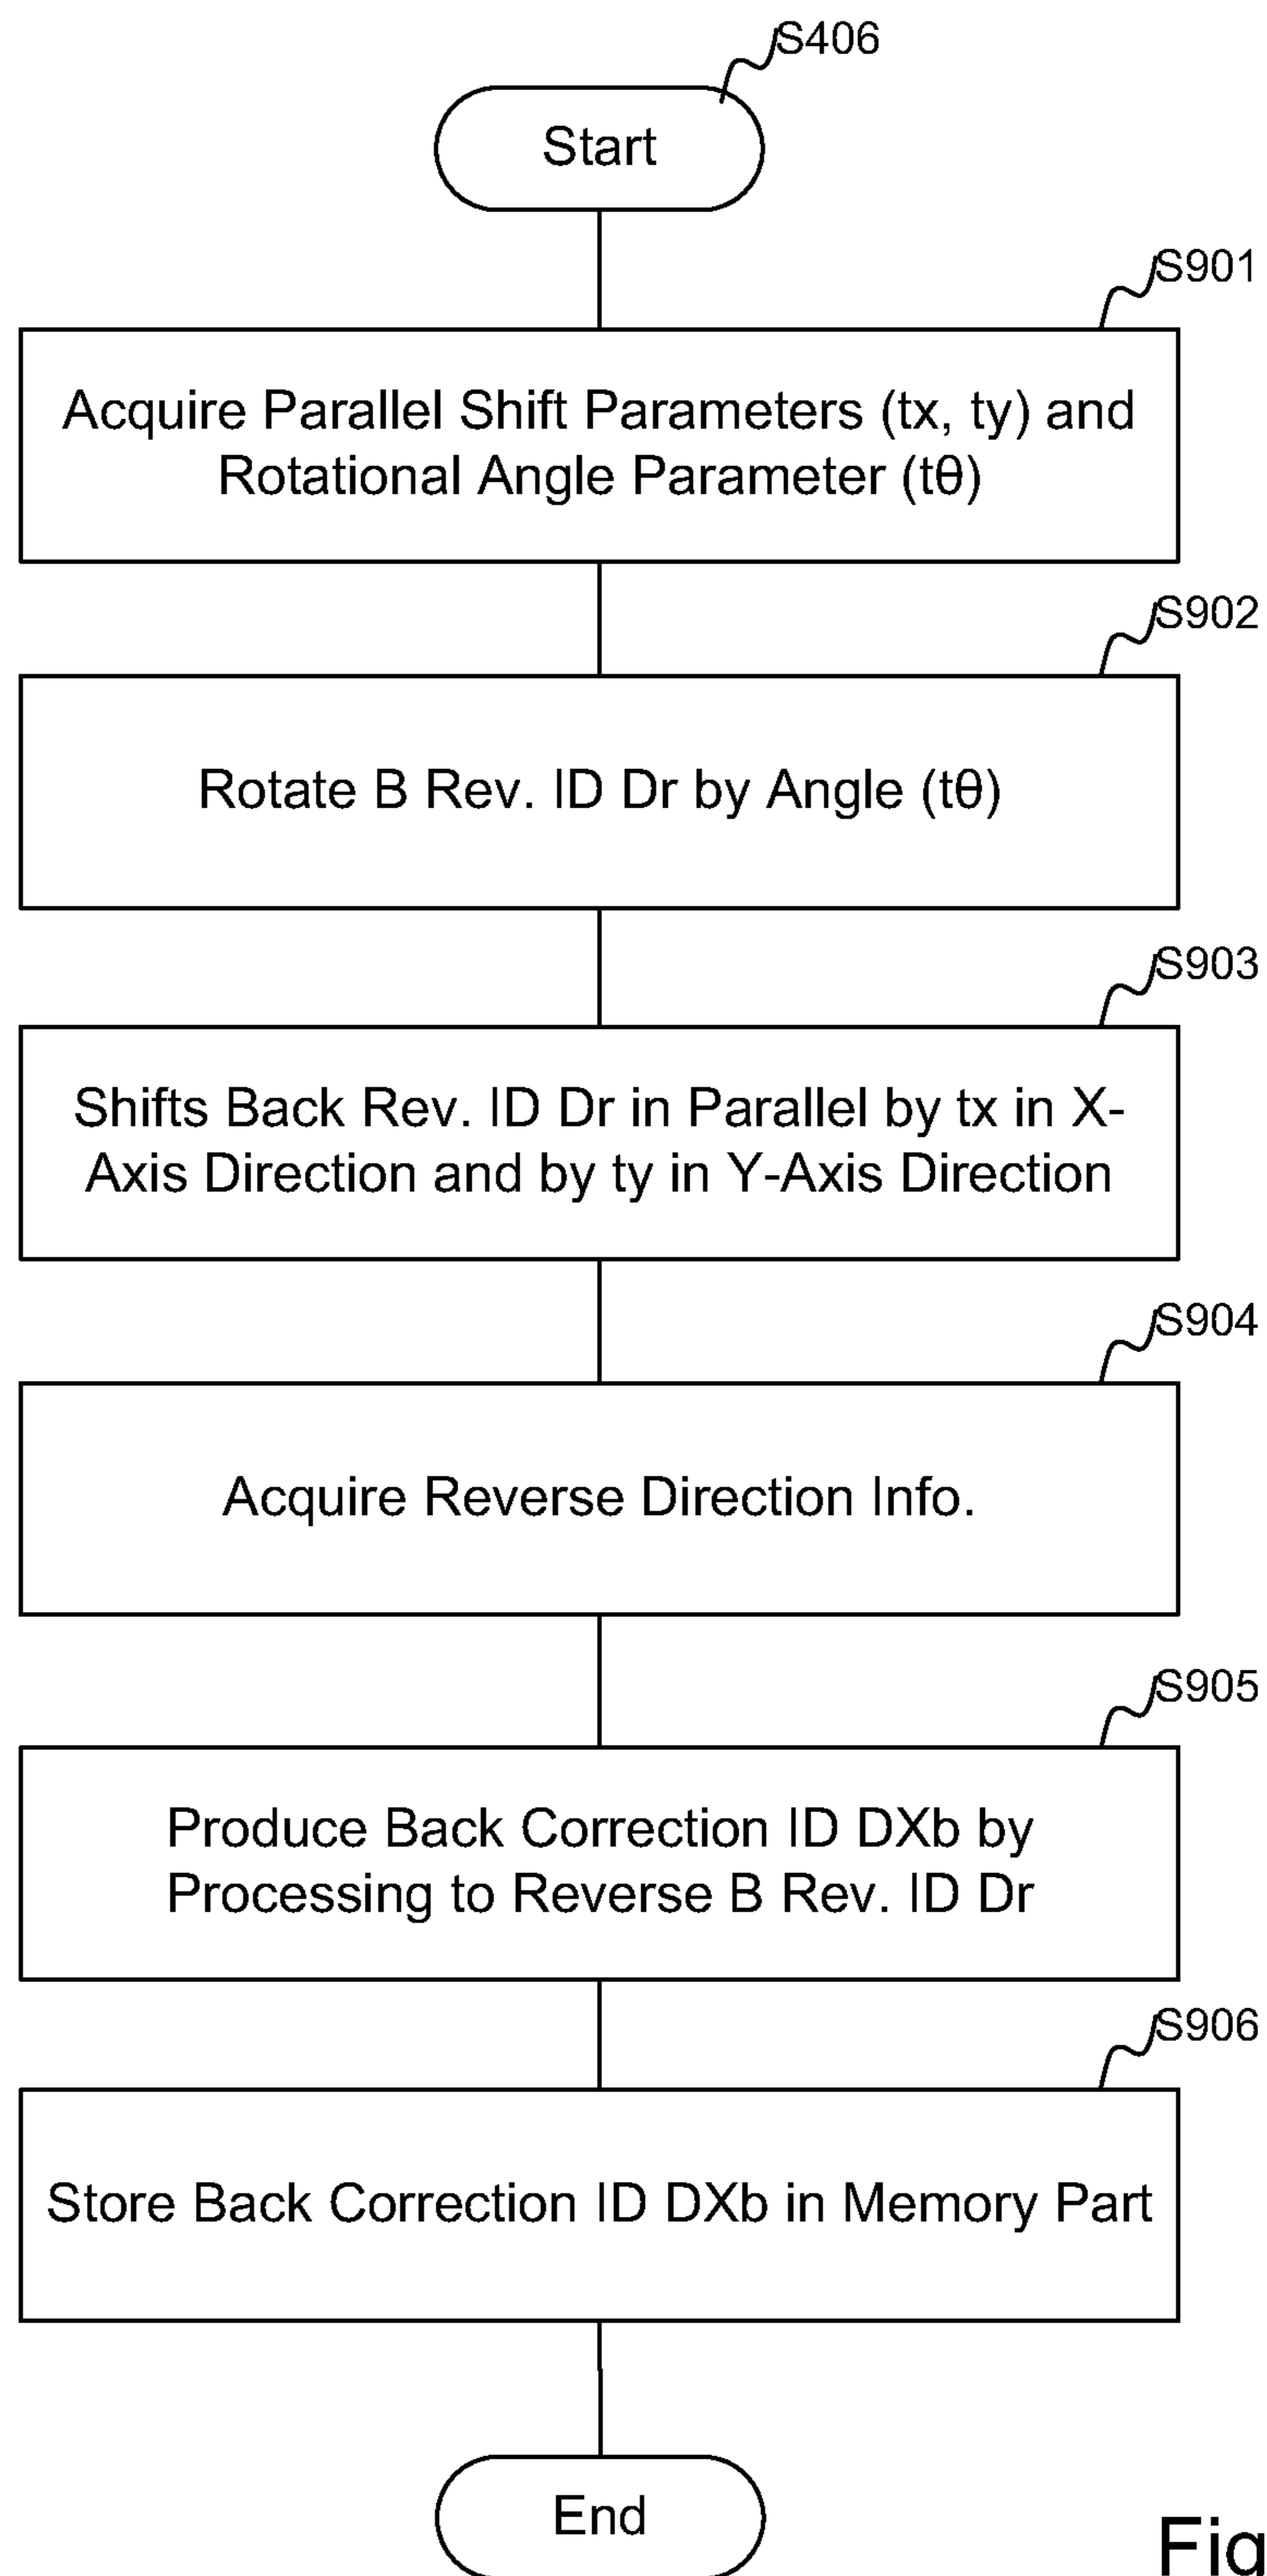 S406
Start
S901
Acquire Parallel Shift Parameters (tx, ty) and
Rotational Angle Parameter (tθ)
S902
Rotate B Rev. ID Dr by Angle (tθ)
S903
Shifts Back Rev. ID Dr in Parallel by tx in X-
Axis Direction and by ty in Y-Axis Direction
S904
Acquire Reverse Direction Info.
S905
Produce Back Correction ID DXb by
Processing to Reverse B Rev. ID Dr
S906
Store Back Correction ID DXb in Memory Part
End
Fig